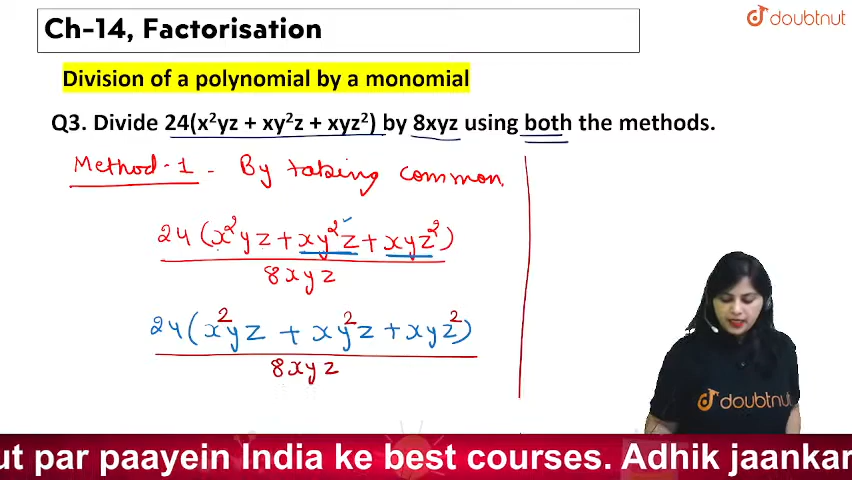 Ch-14, Factorisation
doubtnut
Division of a polynomial by a monomial
Q3. Divide 24(x²yz + xy²z + xyz²) by 8xyz using both the methods.
Method-1 - By taking common
24 (x²yz + xy²z + xyz²)
8xyz
24 (x²yz + xy²z + xyz²)
8xyz
doubtnut
ut par paayein India ke best courses. Adhik jaankar